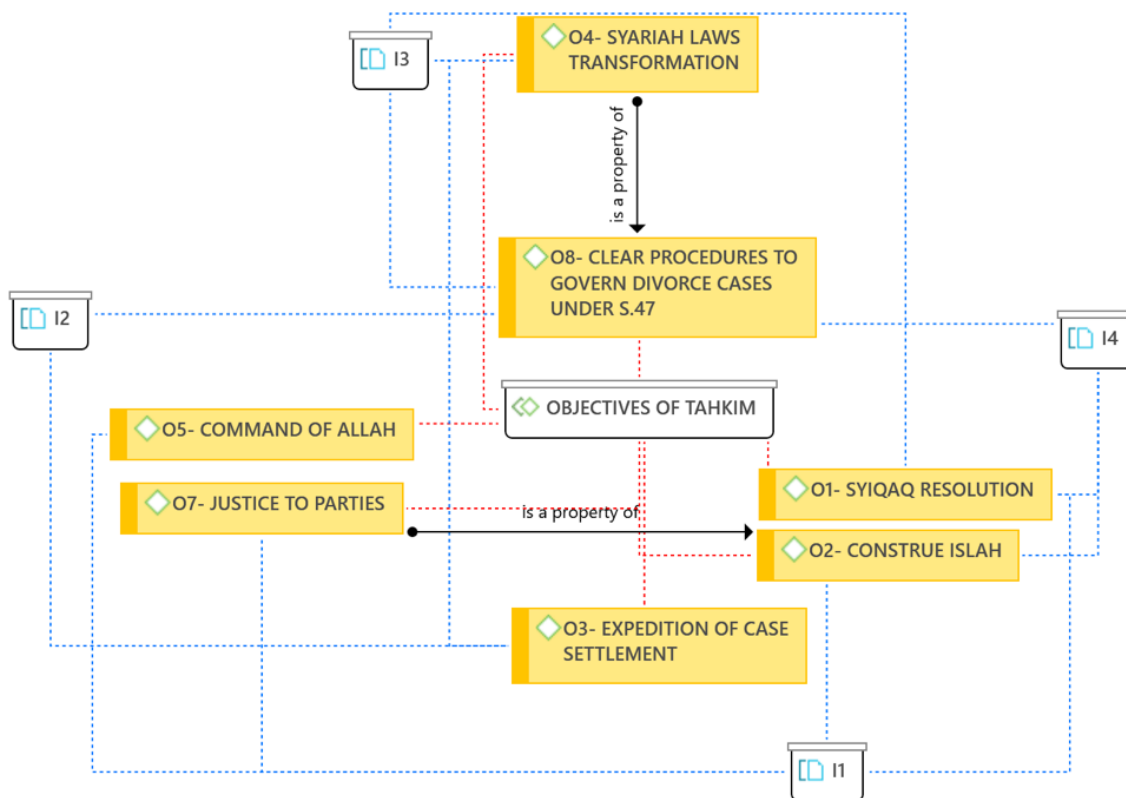 O4- SYARIAH LAWS
TRANSFORMATION
I3
is a property of
O8- CLEAR PROCEDURES TO
GOVERN DIVORCE CASES
UNDER S.47
I2
I4
OBJECTIVES OF TAHKIM
O5- COMMAND OF ALLAH
O7- JUSTICE TO PARTIES
O1- SYIQAQ RESOLUTION
is a property of
O2- CONSTRUE ISLAH
O3- EXPEDITION OF CASE
SETTLEMENT
I1